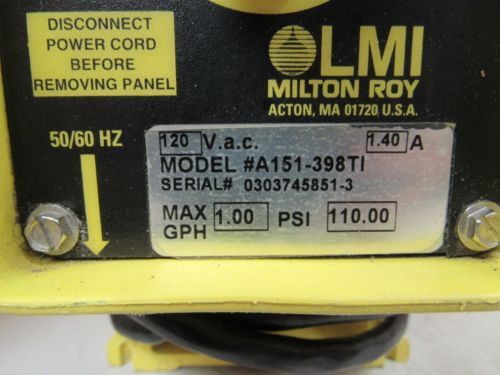 DISCONNECT
POWER CORD
BEFORE
REMOVING PANEL
LMI
MILTON ROY
ACTON, MA 01720 U.S.A.
50/60 HZ
120 V.a.c. 1.40 A
MODEL #A151-398TI
SERIAL# 0303745851-3
MAX GPH 1.00 PSI 110.00